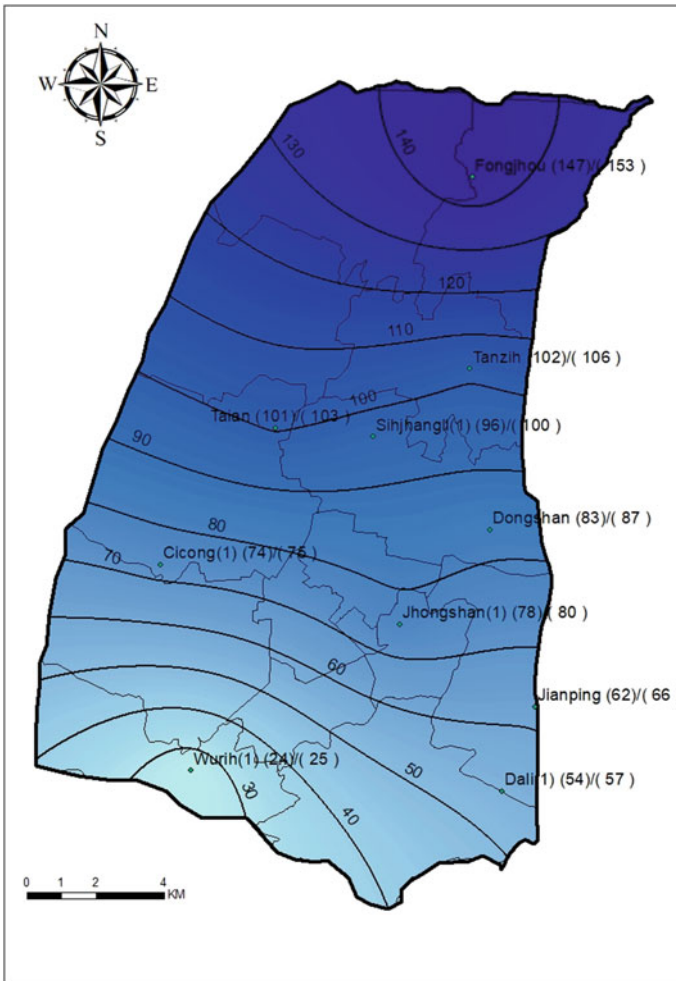 N
W E
S
140
130
Fongjhou (147)/( 153 )
120
110
Tanzih (102)/( 106 )
100
Taian (101)/( 103 )
Sihjhangli(1) (96)/( 100 )
90
Dongshan (83)/( 87 )
80
Cicong(1) (74)/( 75 )
70
Jhongshan(1) (78)/( 80 )
60
Jianping (62)/( 66
Wurih(1) (24)/( 25 )
50
Dali(1) (54)/( 57 )
30
40
0 1 2 4
KM